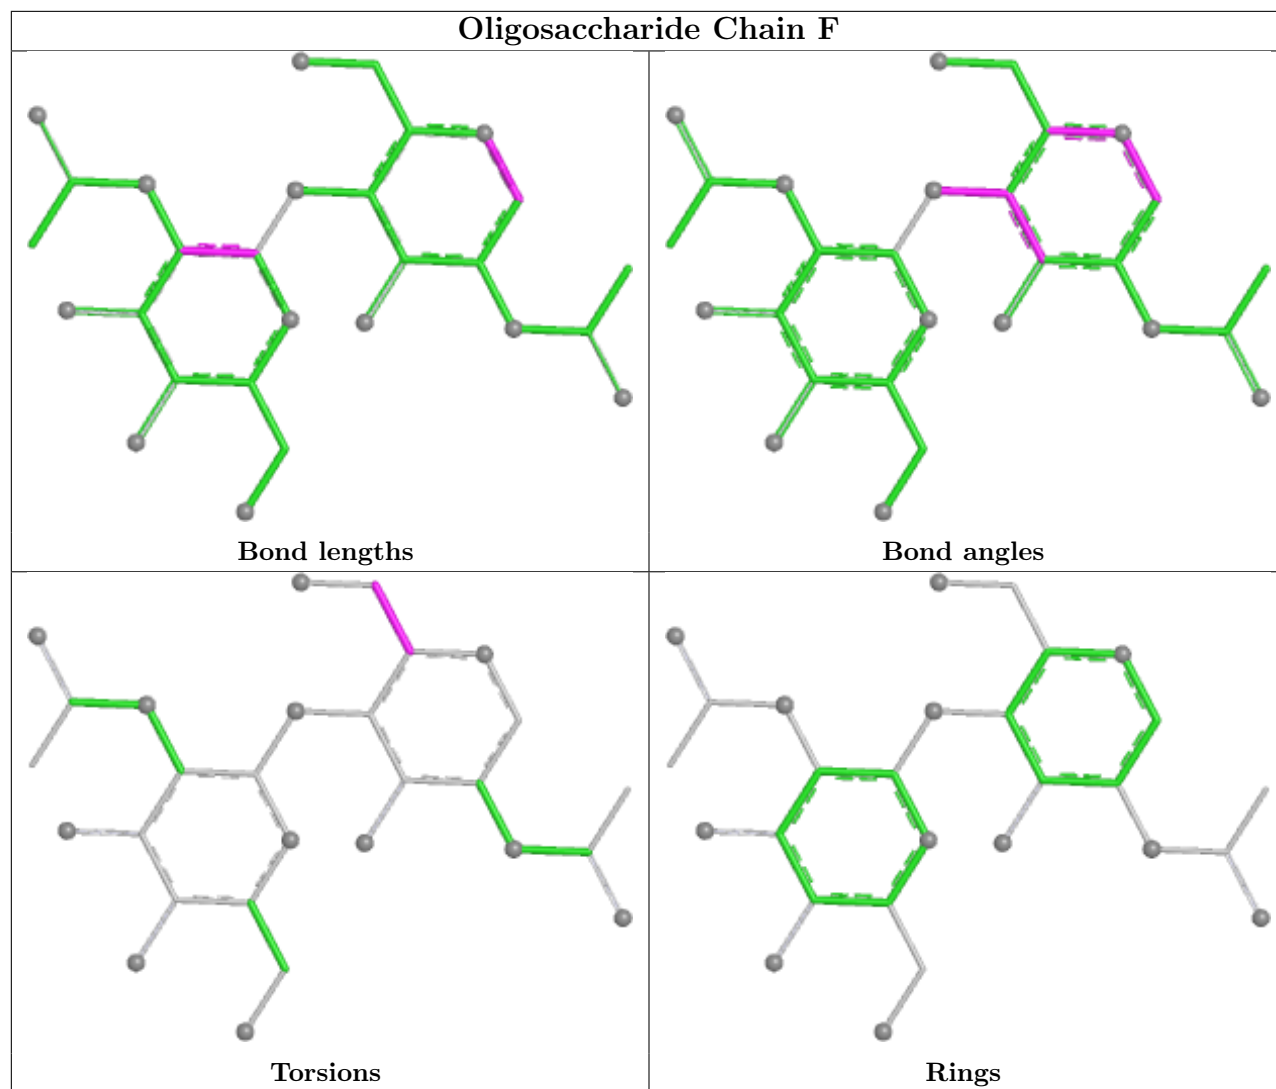 Oligosaccharide Chain F
Bond lengths
Bond angles
Torsions
Rings